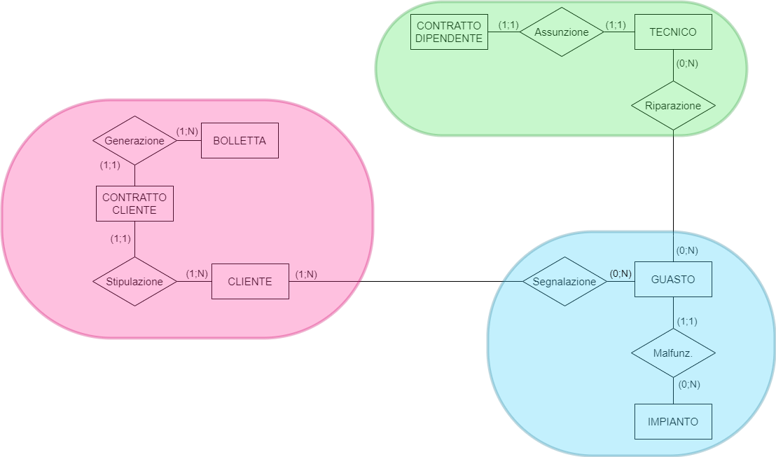 CONTRATTO
DIPENDENTE
(1;1)
Assunzione
(1;1)
TECNICO
(0;N)
Riparazione
Generazione
(1;N)
BOLLETTA
(1;1)
CONTRATTO
CLIENTE
(1;1)
Stipulazione
(1;N)
CLIENTE
(1;N)
Segnalazione
(0;N)
(0;N)
GUASTO
(1;1)
Malfunz.
(0;N)
IMPIANTO